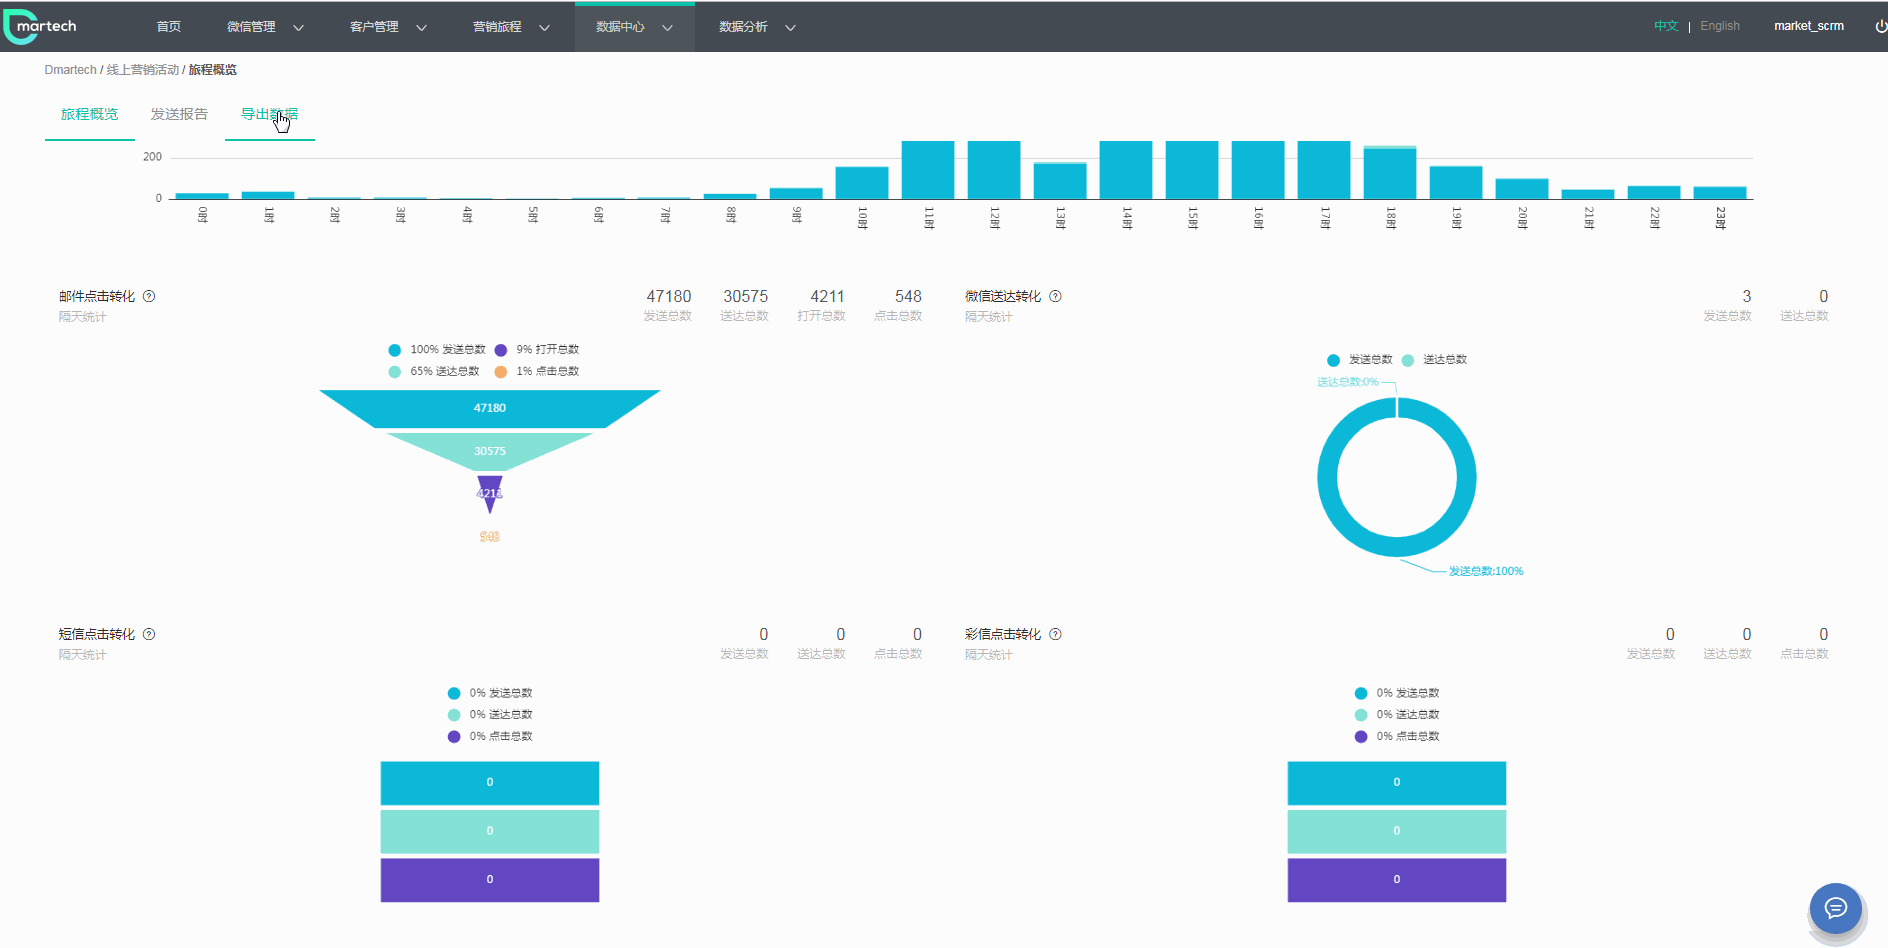 martech 首页 微信管理 客户管理 营销旅程 数据中心 数据分析 中文 | English market_scrm
Dmartech / 线上营销活动 / 旅程概览
旅程概览 发送报告 导出数据
200
0
0时 1时 2时 3时 4时 5时 6时 7时 8时 9时 10时 11时 12时 13时 14时 15时 16时 17时 18时 19时 20时 21时 22时 23时
邮件点击转化 ? 47180 30575 4211 548
隔天统计 发送总数 送达总数 打开总数 点击总数
100% 发送总数 9% 打开总数
65% 送达总数 1% 点击总数
47180
30575
4211
548
微信送达转化 ? 3 0
隔天统计 发送总数 送达总数
发送总数 送达总数
送达总数:0%
发送总数:100%
短信点击转化 ? 0 0 0
隔天统计 发送总数 送达总数 点击总数
0% 发送总数
0% 送达总数
0% 点击总数
0
0
0
彩信点击转化 ? 0 0 0
隔天统计 发送总数 送达总数 点击总数
0% 发送总数
0% 送达总数
0% 点击总数
0
0
0